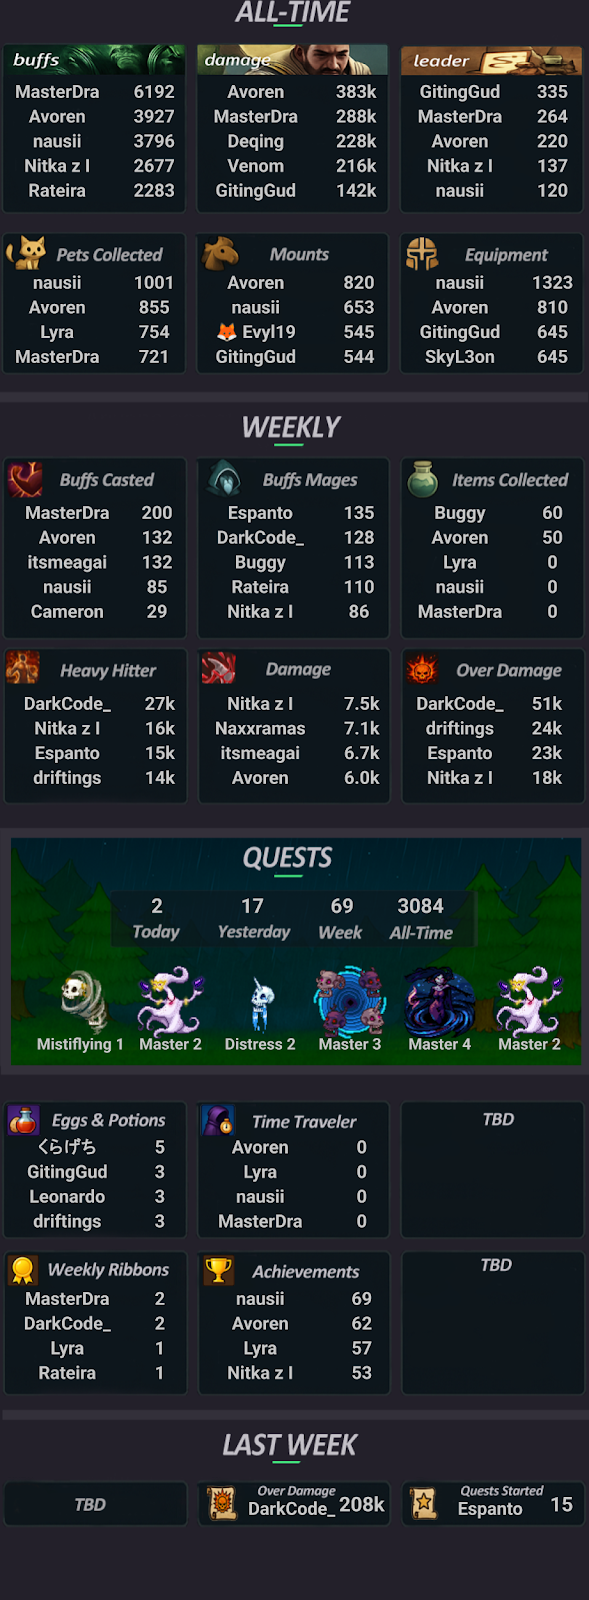 ALL-TIME
buffs
MasterDra 6192
Avoren 3927
nausii 3796
Nitka z l 2677
Rateira 2283
damage
Avoren 383k
MasterDra 288k
Deqing 228k
Venom 216k
GitingGud 142k
leader
GitingGud 335
MasterDra 264
Avoren 220
Nitka z l 137
nausii 120
Pets Collected
nausii 1001
Avoren 855
Lyra 754
MasterDra 721
Mounts
Avoren 820
nausii 653
🦊 Evyl19 545
GitingGud 544
Equipment
nausii 1323
Avoren 810
GitingGud 645
SkyL3on 645
WEEKLY
Buffs Casted
MasterDra 200
Avoren 132
itsmeagai 132
nausii 85
Cameron 29
Buffs Mages
Espanto 135
DarkCode_ 128
Buggy 113
Rateira 110
Nitka z l 86
Items Collected
Buggy 60
Avoren 50
Lyra 0
nausii 0
MasterDra 0
Heavy Hitter
DarkCode_ 27k
Nitka z l 16k
Espanto 15k
driftings 14k
Damage
Nitka z l 7.5k
Naxxramas 7.1k
itsmeagai 6.7k
Avoren 6.0k
Over Damage
DarkCode_ 51k
driftings 24k
Espanto 23k
Nitka z l 18k
QUESTS
2 17 69 3084
Today Yesterday Week All-Time
Mistiflying 1 Master 2 Distress 2 Master 3 Master 4 Master 2
Eggs & Potions
くらげち 5
GitingGud 3
Leonardo 3
driftings 3
Time Traveler
Avoren 0
Lyra 0
nausii 0
MasterDra 0
TBD
Weekly Ribbons
MasterDra 2
DarkCode_ 2
Lyra 1
Rateira 1
Achievements
nausii 69
Avoren 62
Lyra 57
Nitka z l 53
TBD
LAST WEEK
TBD
Over Damage
DarkCode_ 208k
Quests Started
Espanto 15